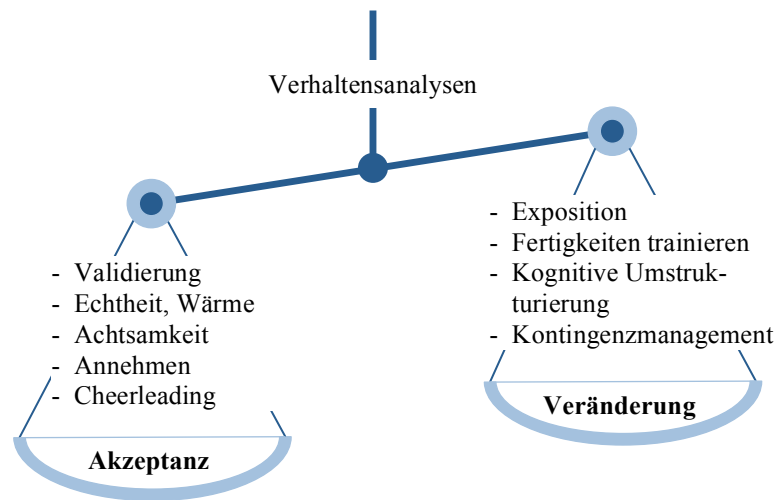 Verhaltensanalysen
- Validierung
- Echtheit, Wärme
- Achtsamkeit
- Annehmen
- Cheerleading
Akzeptanz
- Exposition
- Fertigkeiten trainieren
- Kognitive Umstruk-
turierung
- Kontingenzmanagement
Veränderung